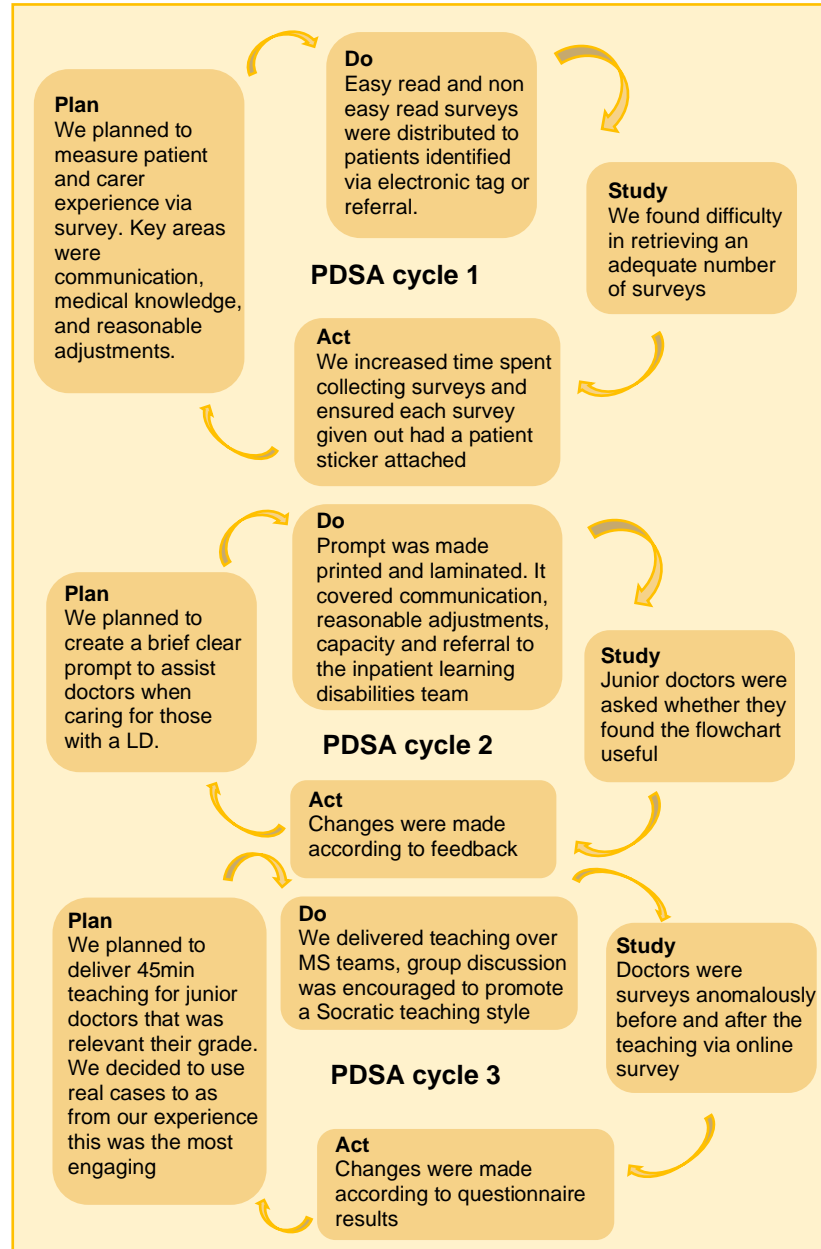 Plan
We planned to
measure patient
and carer
experience via
survey. Key areas
were
communication,
medical knowledge,
and reasonable
adjustments.
Do
Easy read and non
easy read surveys
were distributed to
patients identified
via electronic tag or
referral.
Study
We found difficulty
in retrieving an
adequate number
of surveys
PDSA cycle 1
Act
We increased time spent
collecting surveys and
ensured each survey
given out had a patient
sticker attached
Plan
We planned to
create a brief clear
prompt to assist
doctors when
caring for those
with a LD.
Do
Prompt was made
printed and laminated. It
covered communication,
reasonable adjustments,
capacity and referral to
the inpatient learning
disabilities team
Study
Junior doctors were
asked whether they
found the flowchart
useful
PDSA cycle 2
Act
Changes were made
according to feedback
Plan
We planned to
deliver 45min
teaching for junior
doctors that was
relevant their grade.
We decided to use
real cases to as
from our experience
this was the most
engaging
Do
We delivered teaching over
MS teams, group discussion
was encouraged to promote
a Socratic teaching style
Study
Doctors were
surveys anomalously
before and after the
teaching via online
survey
PDSA cycle 3
Act
Changes were made
according to questionnaire
results